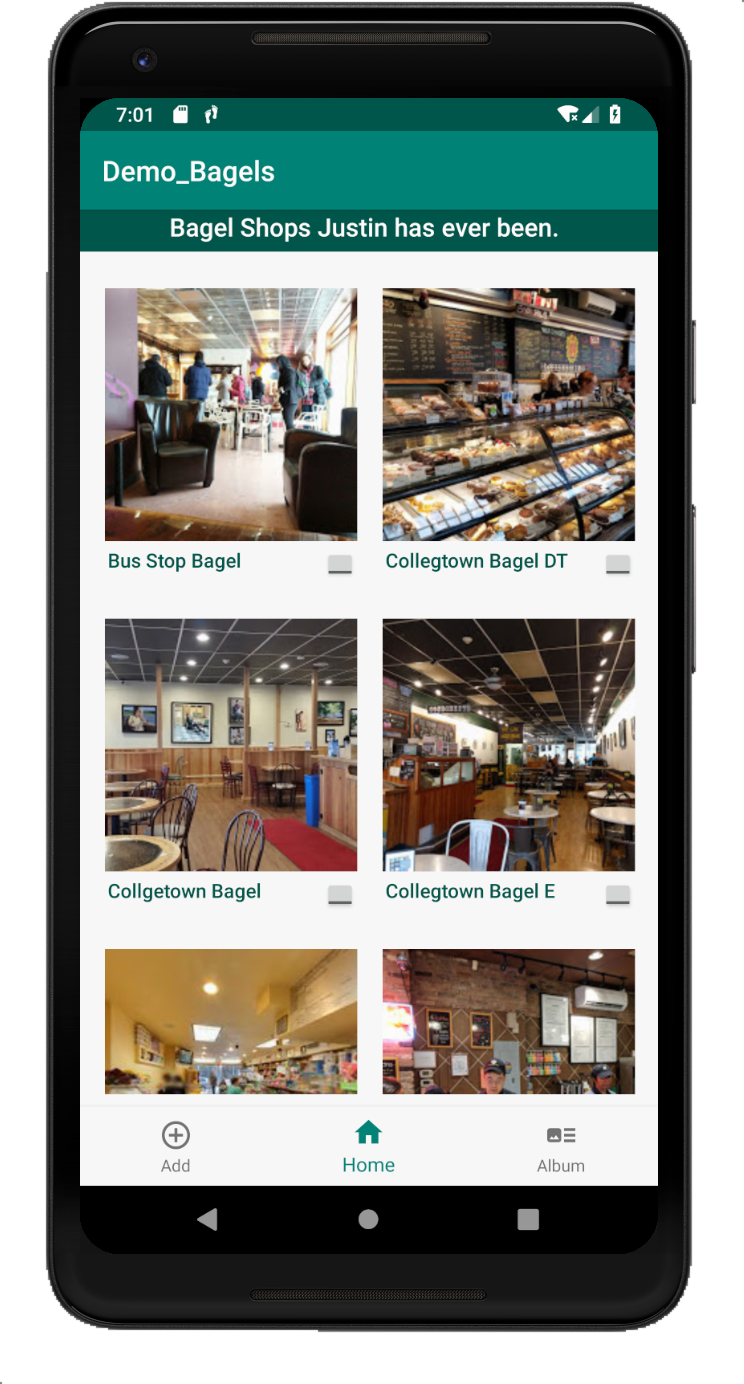 7:01
Demo_Bagels
Bagel Shops Justin has ever been.
Bus Stop Bagel
Collegtown Bagel DT
Collgetown Bagel
Collegtown Bagel E
Add
Home
Album